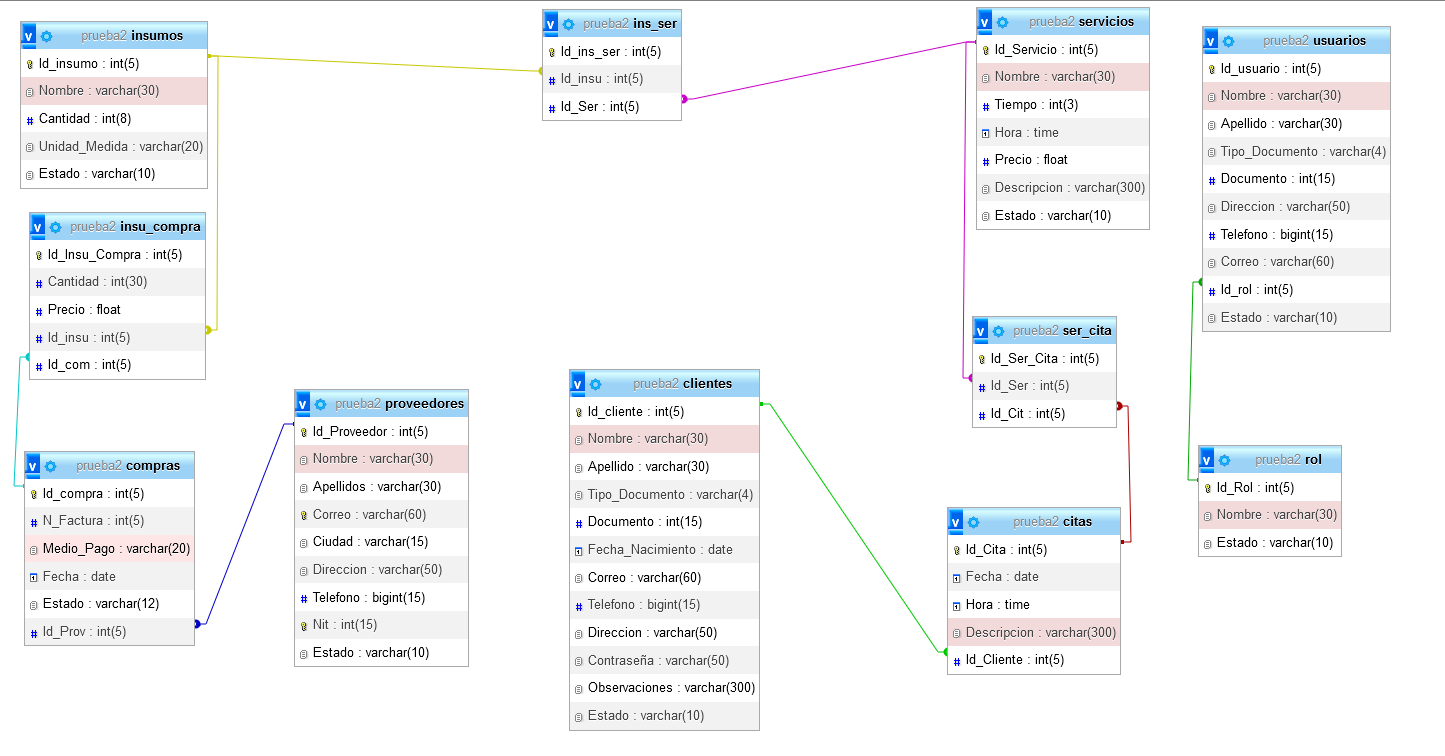 prueba2 insumos
Id_insumo : int(5)
Nombre : varchar(30)
Cantidad : int(8)
Unidad_Medida : varchar(20)
Estado : varchar(10)
prueba2 ins_ser
Id_ins_ser : int(5)
Id_insu : int(5)
Id_Ser : int(5)
prueba2 servicios
Id_Servicio : int(5)
Nombre : varchar(30)
Tiempo : int(3)
Hora : time
Precio : float
Descripcion : varchar(300)
Estado : varchar(10)
prueba2 usuarios
Id_usuario : int(5)
Nombre : varchar(30)
Apellido : varchar(30)
Tipo_Documento : varchar(4)
Documento : int(15)
Direccion : varchar(50)
Telefono : bigint(15)
Correo : varchar(60)
Id_rol : int(5)
Estado : varchar(10)
prueba2 insu_compra
Id_Insu_Compra : int(5)
Cantidad : int(30)
Precio : float
Id_insu : int(5)
Id_com : int(5)
prueba2 ser_cita
Id_Ser_Cita : int(5)
Id_Ser : int(5)
Id_Cit : int(5)
prueba2 clientes
Id_cliente : int(5)
Nombre : varchar(30)
Apellido : varchar(30)
Tipo_Documento : varchar(4)
Documento : int(15)
Fecha_Nacimiento : date
Correo : varchar(60)
Telefono : bigint(15)
Direccion : varchar(50)
Contraseña : varchar(50)
Observaciones : varchar(300)
Estado : varchar(10)
prueba2 proveedores
Id_Proveedor : int(5)
Nombre : varchar(30)
Apellidos : varchar(30)
Correo : varchar(60)
Ciudad : varchar(15)
Direccion : varchar(50)
Telefono : bigint(15)
Nit : int(15)
Estado : varchar(10)
prueba2 compras
Id_compra : int(5)
N_Factura : int(5)
Medio_Pago : varchar(20)
Fecha : date
Estado : varchar(12)
Id_Prov : int(5)
prueba2 rol
Id_Rol : int(5)
Nombre : varchar(30)
Estado : varchar(10)
prueba2 citas
Id_Cita : int(5)
Fecha : date
Hora : time
Descripcion : varchar(300)
Id_Cliente : int(5)